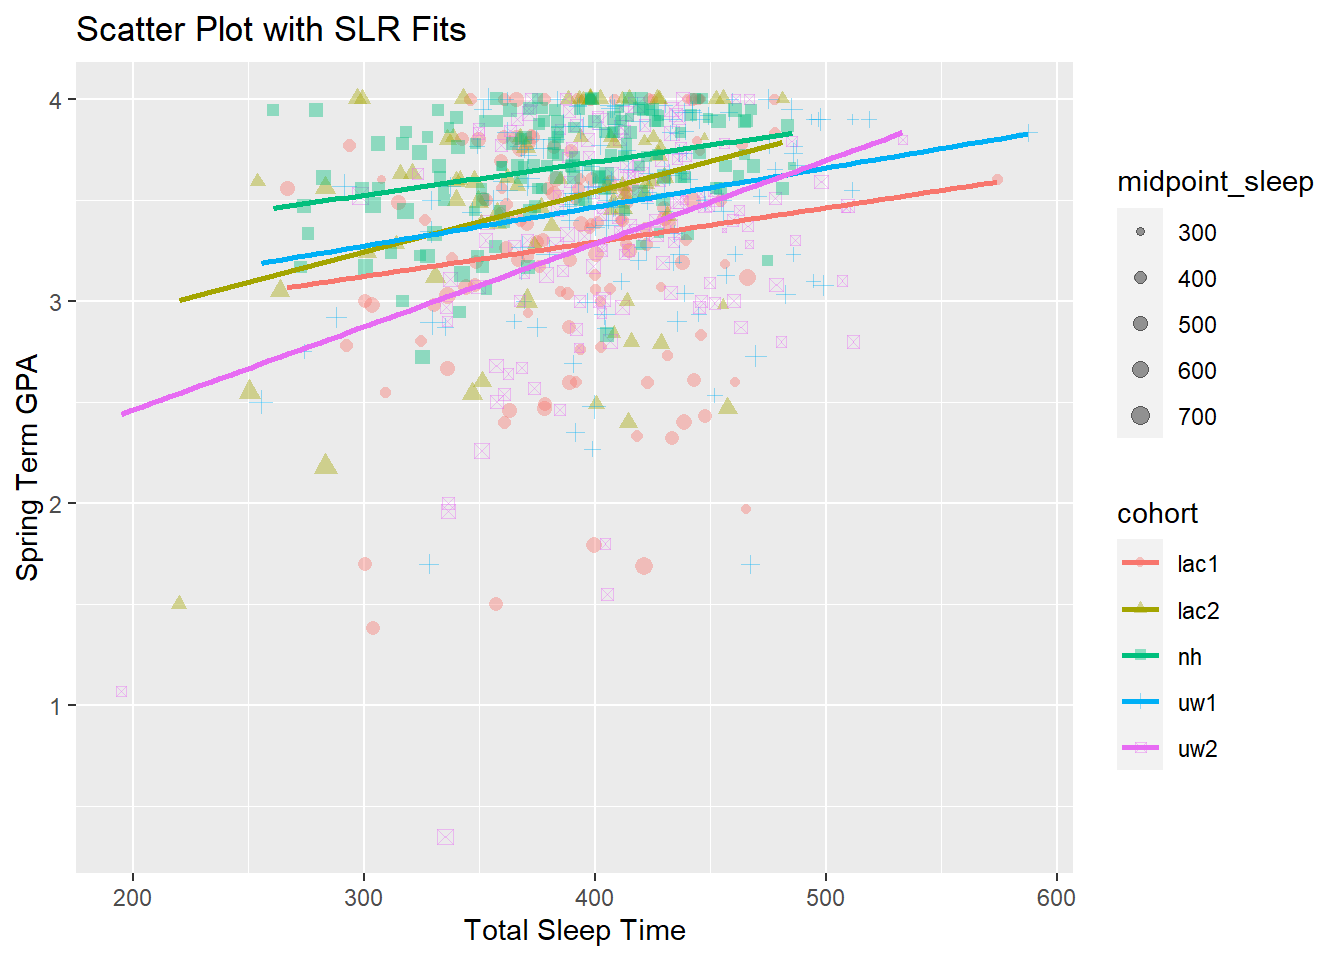 Scatter Plot with SLR Fits
Spring Term GPA
4
3
2
1
200
300
400
500
600
Total Sleep Time
midpoint_sleep
300
400
500
600
700
cohort
lac1
lac2
nh
uw1
uw2